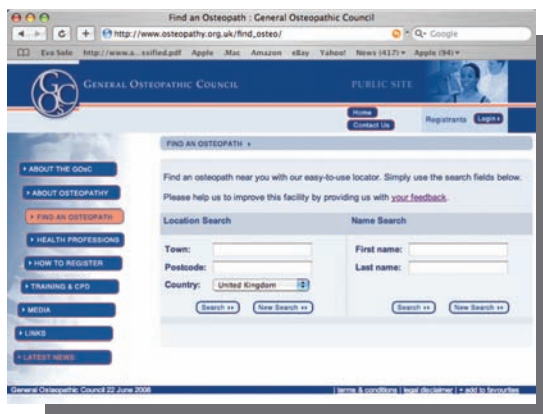 Find an Osteopath : General Osteopathic Council
http://www.osteopathy.org.uk/find_osteo/
Google
Eva Solo http://www.a...ssified.pdf Apple .Mac Amazon eBay Yahoo! News (417) Apple (94)
GENERAL OSTEOPATHIC COUNCIL
PUBLIC SITE
Home
Contact Us
Registrants Login
FIND AN OSTEOPATH
ABOUT THE GOsC
ABOUT OSTEOPATHY
FIND AN OSTEOPATH
HEALTH PROFESSIONS
HOW TO REGISTER
TRAINING & CPD
MEDIA
LINKS
LATEST NEWS
Find an osteopath near you with our easy-to-use locator. Simply use the search fields below.
Please help us to improve this facility by providing us with your feedback.
Location Search
Town:
Postcode:
Country: United Kingdom
Search New Search
Name Search
First name:
Last name:
Search New Search
General Osteopathic Council 22 June 2006 | terms & conditions | legal disclaimer | + add to favourites